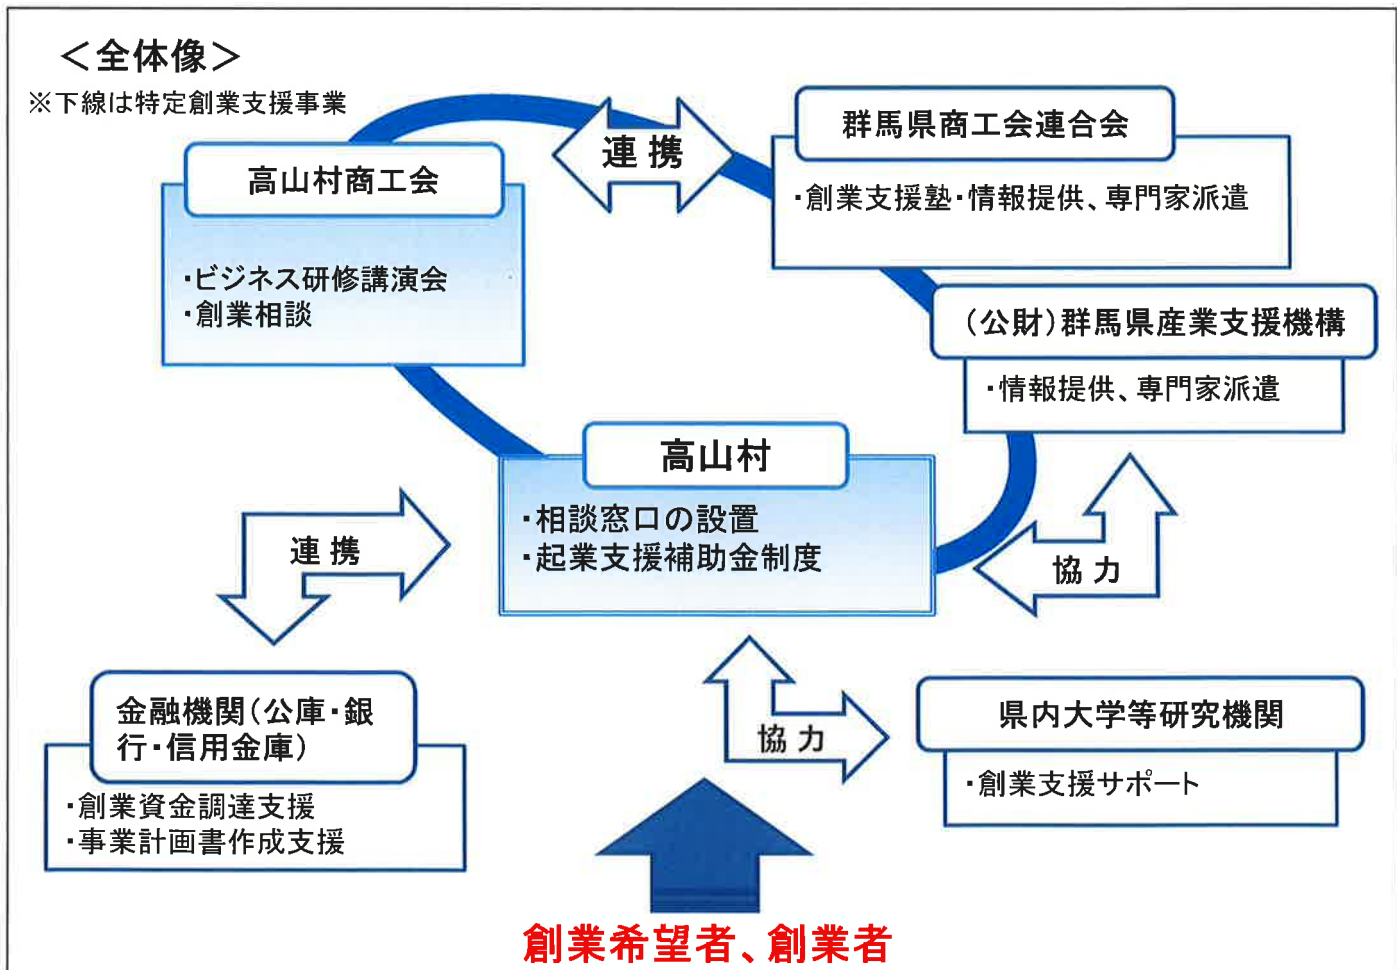 ＜全体像＞
※下線は特定創業支援事業
高山村商工会
・ビジネス研修講演会
・創業相談
連携
群馬県商工会連合会
・創業支援塾・情報提供、専門家派遣
（公財）群馬県産業支援機構
・情報提供、専門家派遣
高山村
・相談窓口の設置
・起業支援補助金制度
連携
協力
金融機関（公庫・銀
行・信用金庫）
・創業資金調達支援
・事業計画書作成支援
協力
県内大学等研究機関
・創業支援サポート
創業希望者、創業者